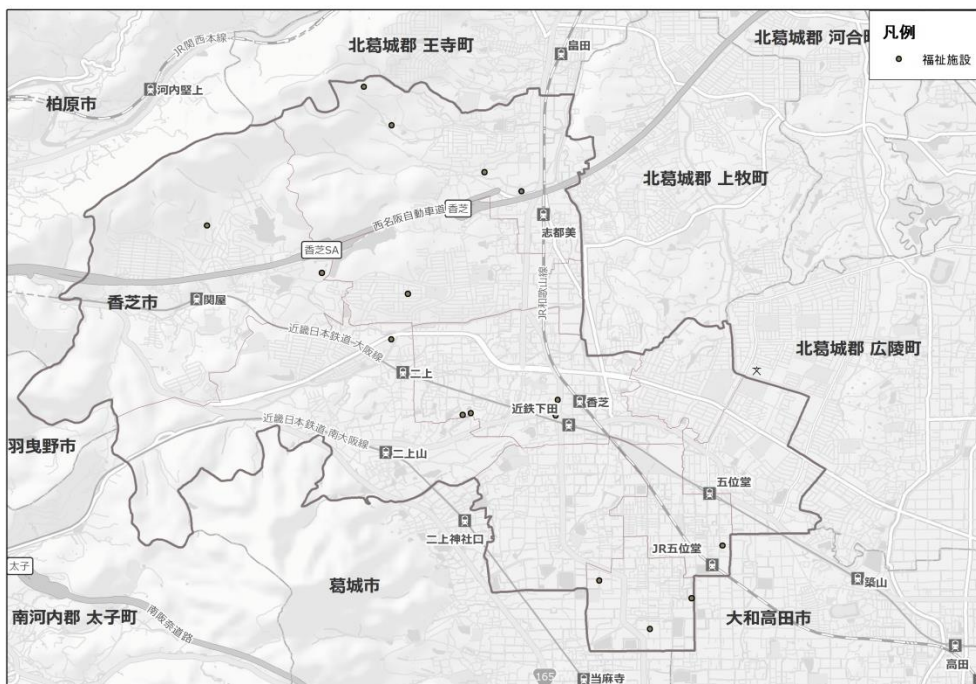 凡例
福祉施設
北葛城郡 河合町
北葛城郡 王寺町
畠田
JR関西本線
河内堅上
柏原市
北葛城郡 上牧町
西名阪自動車道
香芝
志都美
香芝SA
JR和歌山線
香芝市
関屋
近畿日本鉄道-大阪線
北葛城郡 広陵町
文
二上
近鉄下田
香芝
近畿日本鉄道-南大阪線
羽曳野市
二上山
五位堂
二上神社口
JR五位堂
太子
葛城市
築山
南河内郡 太子町
南阪奈道路
大和高田市
高田
165
当麻寺